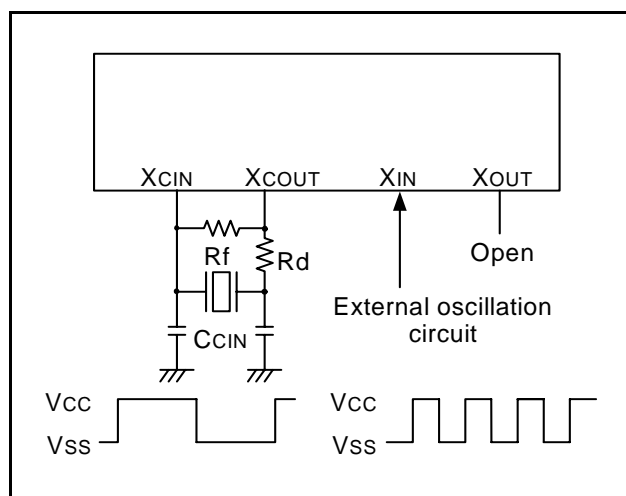 XCIN XCOUT XIN XOUT
Rf
Rd
Open
CCIN
External oscillation
circuit
VCC
VSS
VCC
VSS